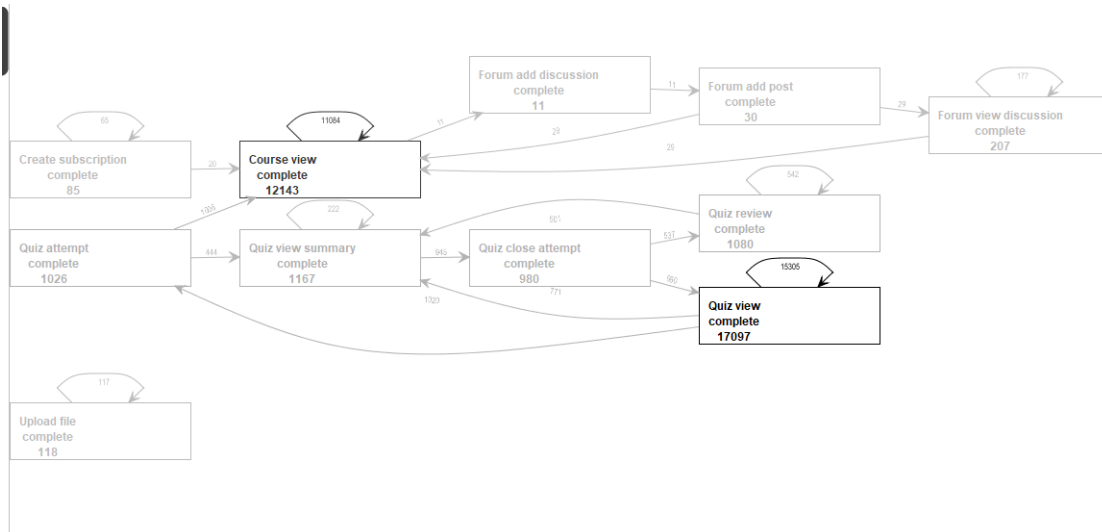 177
Forum add discussion
complete
11
11
Forum add post
complete
30
29
Forum view discussion
complete
207
65
11084
11
29
Create subscription
complete
85
20
Course view
complete
12143
542
222
Quiz attempt
complete
1026
444
Quiz view summary
complete
1167
945
Quiz close attempt
complete
980
537
Quiz review
complete
1080
15305
1020
771
Quiz view
complete
17097
117
Upload file
complete
118